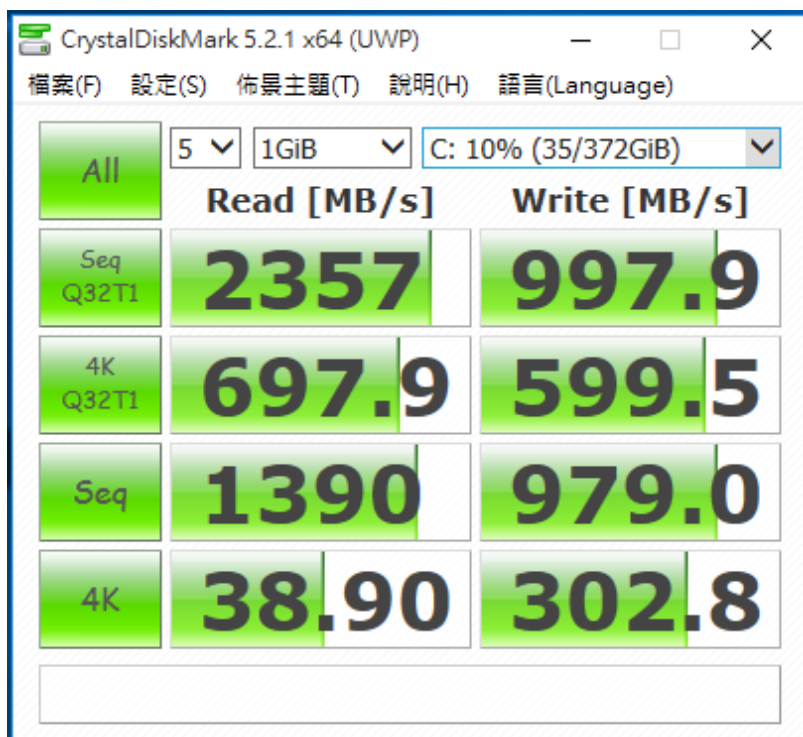 CrystalDiskMark 5.2.1 x64 (UWP)
檔案(F) 設定(S) 佈景主題(T) 說明(H) 語言(Language)
All 5 1GiB C: 10% (35/372GiB)
Read [MB/s] Write [MB/s]
Seq Q32T1 2357 997.9
4K Q32T1 697.9 599.5
Seq 1390 979.0
4K 38.90 302.8